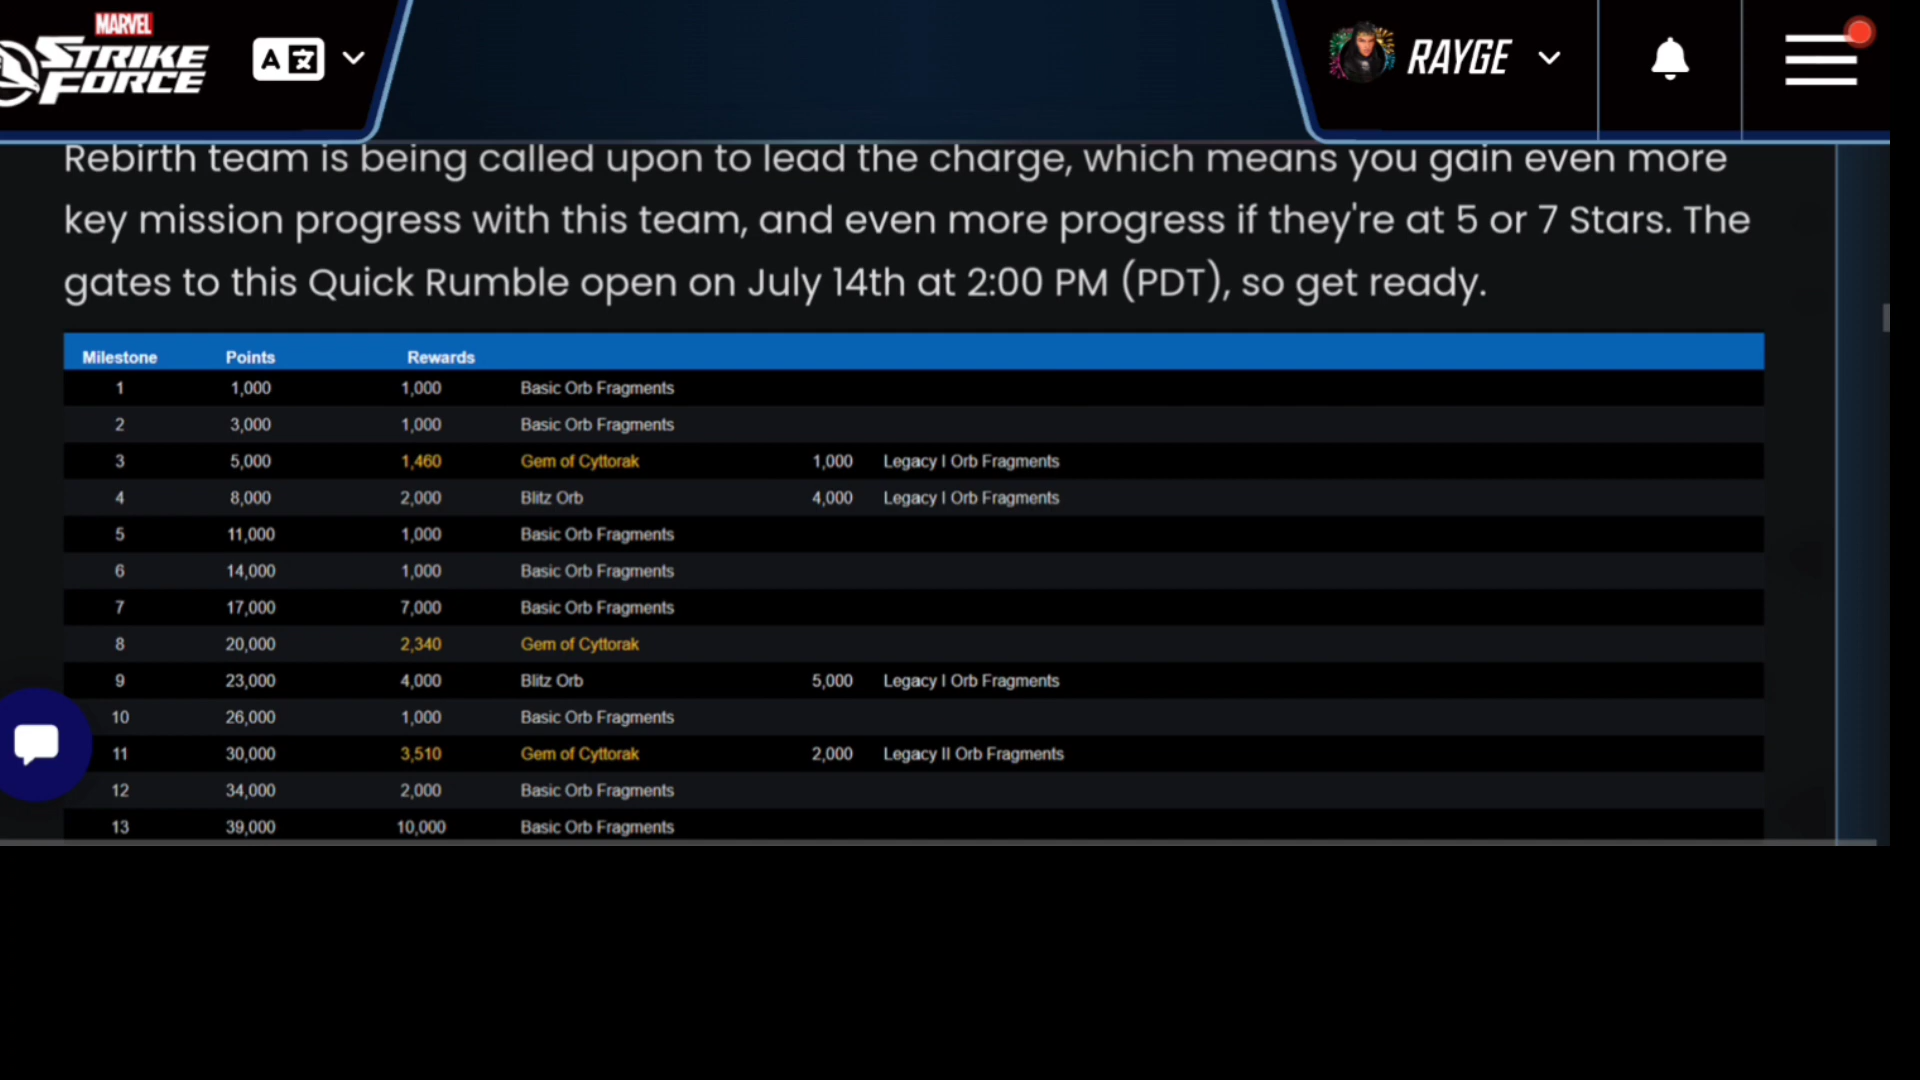 MARVEL
STRIKE
FORCE
A文
RAYGE
Rebirth team is being called upon to lead the charge, which means you gain even more
key mission progress with this team, and even more progress if they're at 5 or 7 Stars. The
gates to this Quick Rumble open on July 14th at 2:00 PM (PDT), so get ready.
Milestone Points Rewards
1 1,000 1,000 Basic Orb Fragments
2 3,000 1,000 Basic Orb Fragments
3 5,000 1,460 Gem of Cyttorak 1,000 Legacy I Orb Fragments
4 8,000 2,000 Blitz Orb 4,000 Legacy I Orb Fragments
5 11,000 1,000 Basic Orb Fragments
6 14,000 1,000 Basic Orb Fragments
7 17,000 7,000 Basic Orb Fragments
8 20,000 2,340 Gem of Cyttorak
9 23,000 4,000 Blitz Orb 5,000 Legacy I Orb Fragments
10 26,000 1,000 Basic Orb Fragments
11 30,000 3,510 Gem of Cyttorak 2,000 Legacy II Orb Fragments
12 34,000 2,000 Basic Orb Fragments
13 39,000 10,000 Basic Orb Fragments